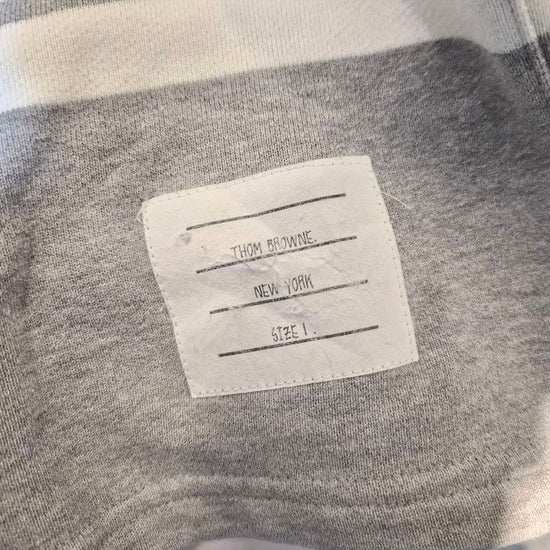 THOM BROWNE.
NEW YORK
SIZE 1.